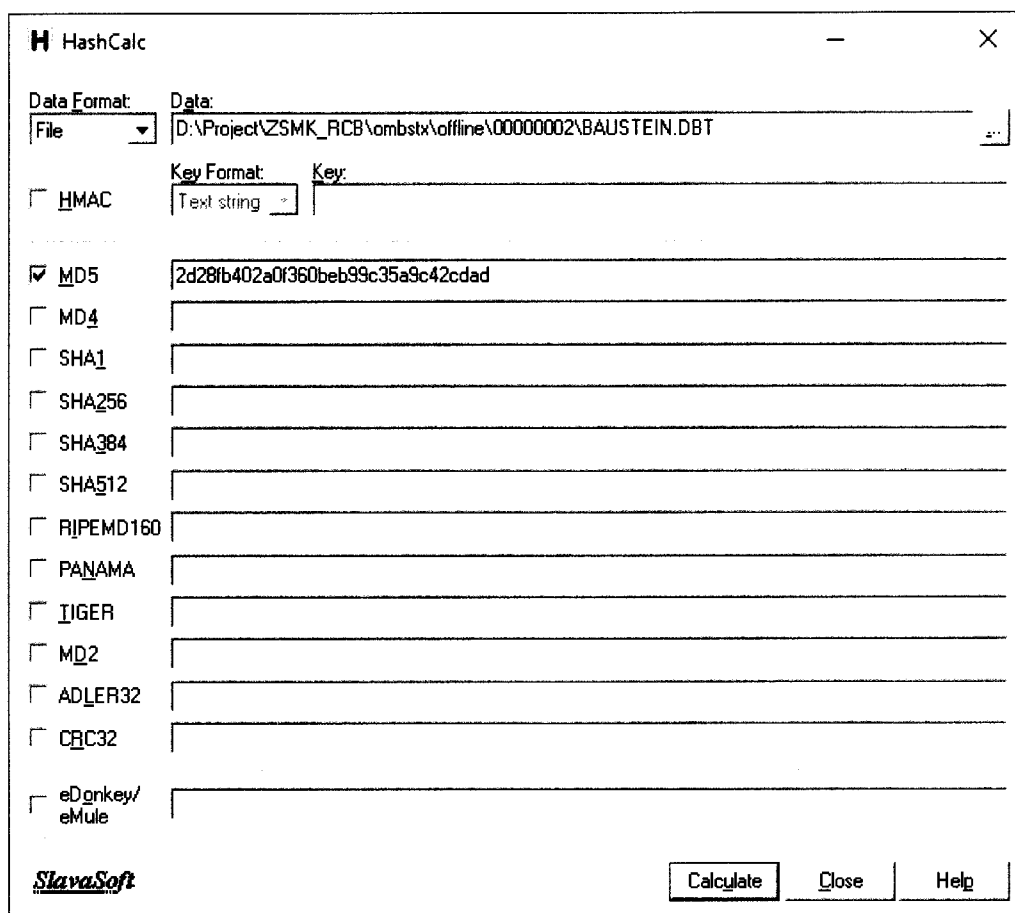 H HashCalc
Data Format: Data:
File D:\Project\ZSMK_RCB\ombstx\offline\00000002\BAUSTEIN.DBT ...
Key Format: Key:
HMAC Text string
MD5 2d28fb402a0f360beb99c35a9c42cdad
MD4
SHA1
SHA256
SHA384
SHA512
RIPEMD160
PANAMA
TIGER
MD2
ADLER32
CRC32
eDonkey/
eMule
SlavaSoft Calculate Close Help